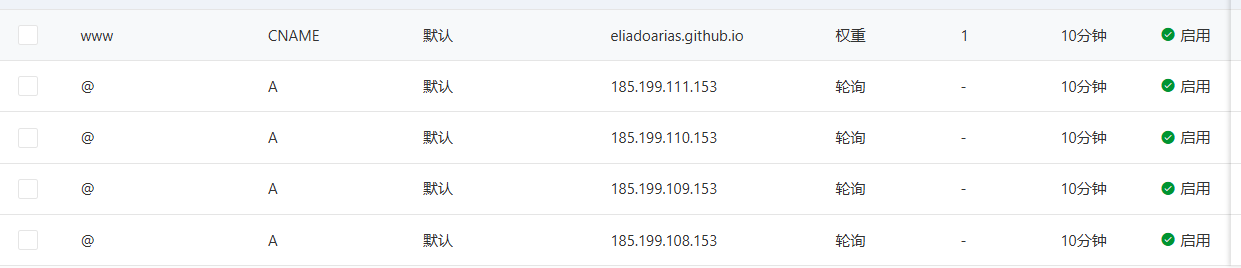 www CNAME 默认 eliadoarias.github.io 权重 1 10分钟 启用
@ A 默认 185.199.111.153 轮询 - 10分钟 启用
@ A 默认 185.199.110.153 轮询 - 10分钟 启用
@ A 默认 185.199.109.153 轮询 - 10分钟 启用
@ A 默认 185.199.108.153 轮询 - 10分钟 启用